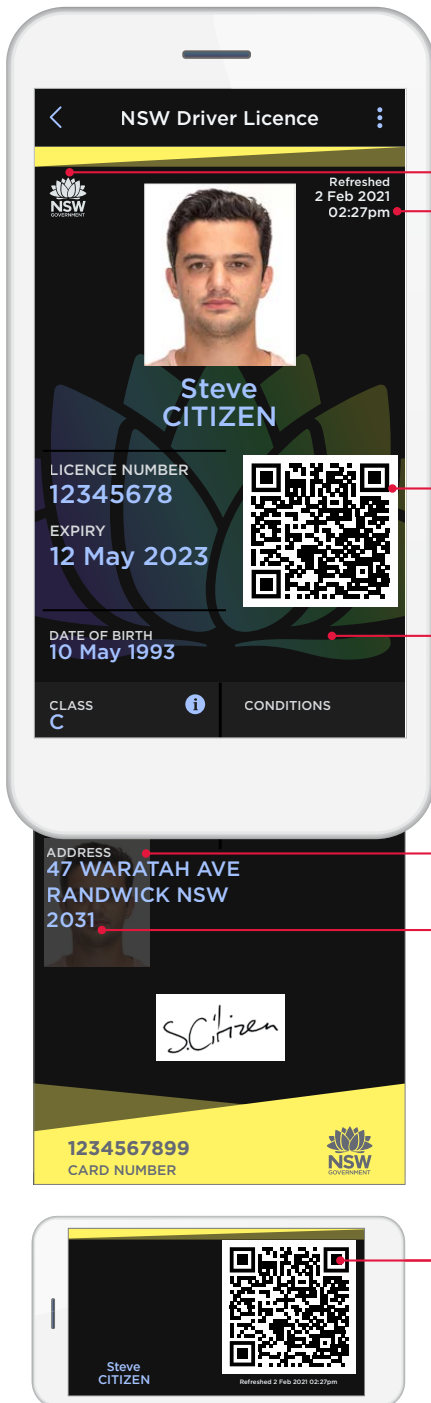 NSW Driver Licence
NSW
GOVERNMENT
Refreshed
2 Feb 2021
02:27pm
Steve
CITIZEN
LICENCE NUMBER
12345678
EXPIRY
12 May 2023
DATE OF BIRTH
10 May 1993
CLASS
C
CONDITIONS
ADDRESS
47 WARATAH AVE
RANDWICK NSW
2031
S.Citizen
1234567899
CARD NUMBER
NSW
GOVERNMENT
Steve
CITIZEN
Refreshed 2 Feb 2021 02:27pm